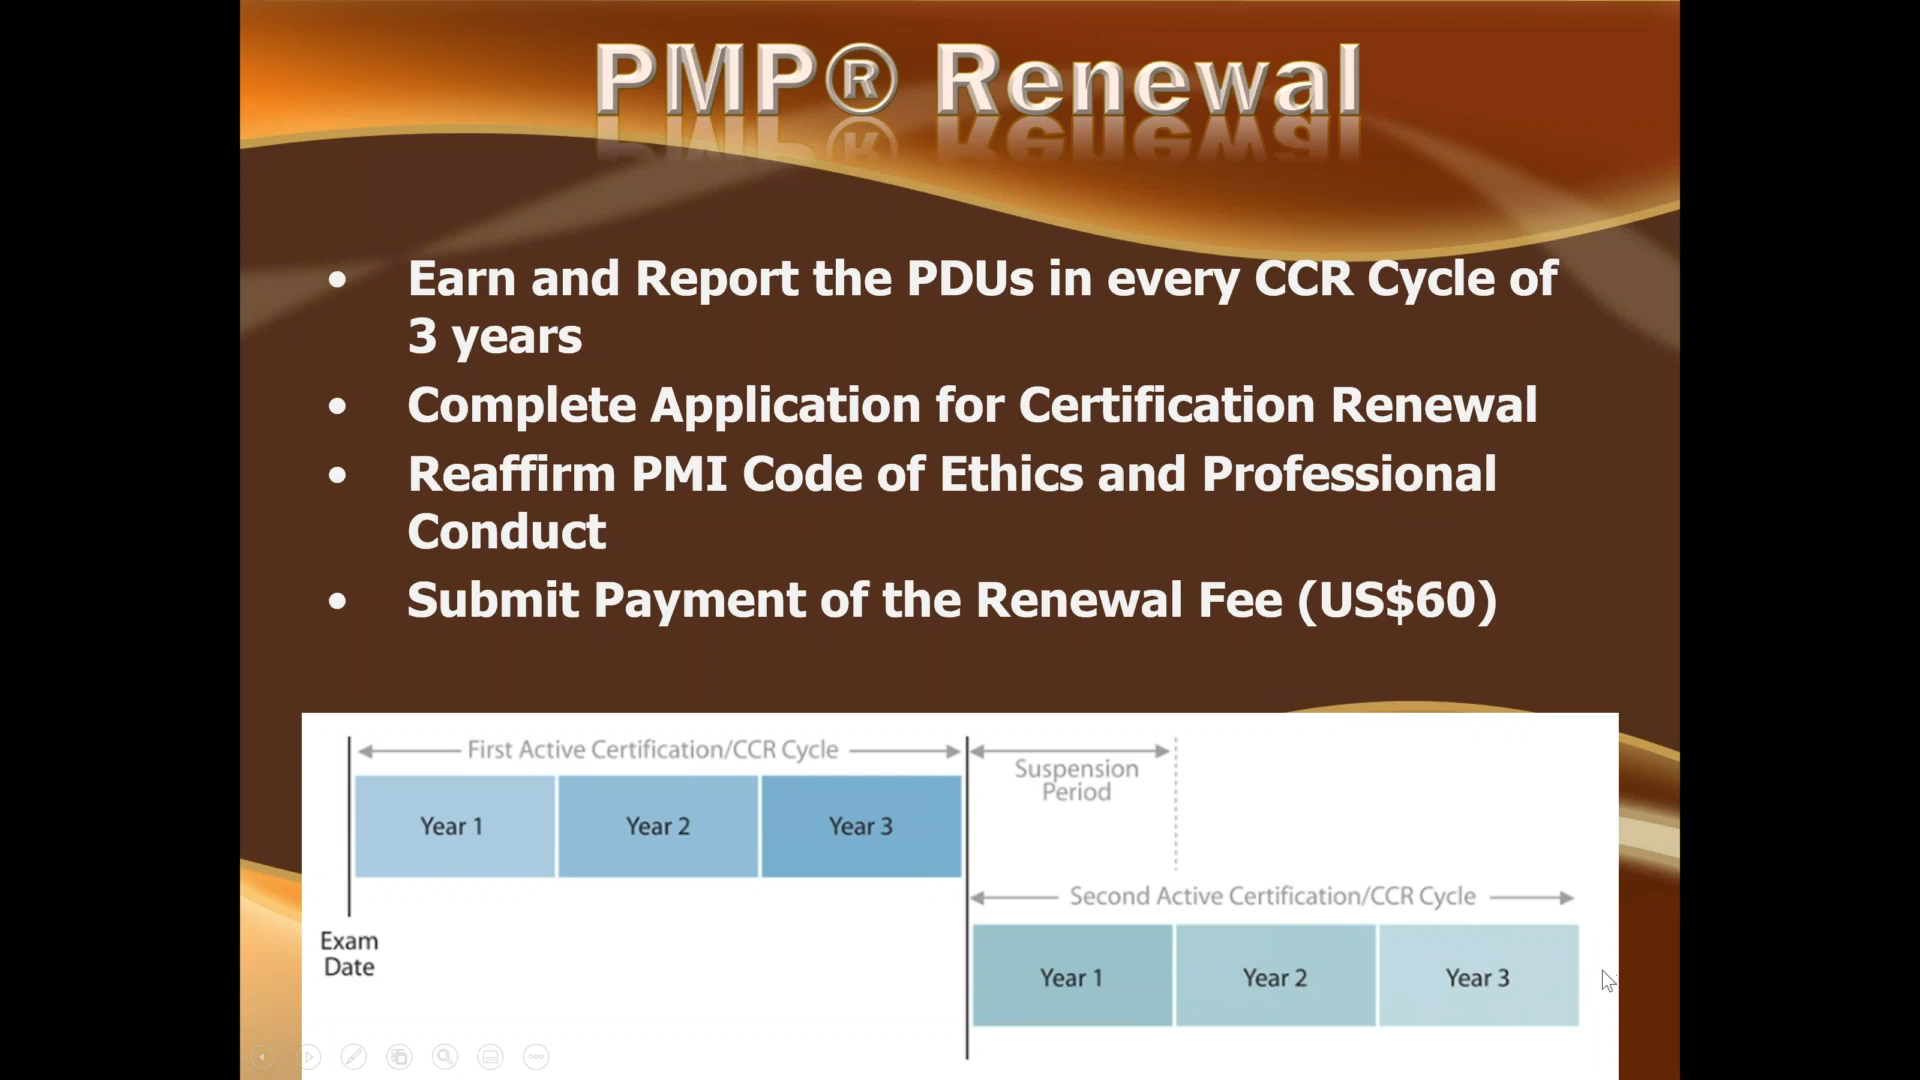 PMP® Renewal
• Earn and Report the PDUs in every CCR Cycle of
3 years
• Complete Application for Certification Renewal
• Reaffirm PMI Code of Ethics and Professional
Conduct
• Submit Payment of the Renewal Fee (US$60)
First Active Certification/CCR Cycle
Suspension
Period
Year 1
Year 2
Year 3
Second Active Certification/CCR Cycle
Exam
Date
Year 1
Year 2
Year 3